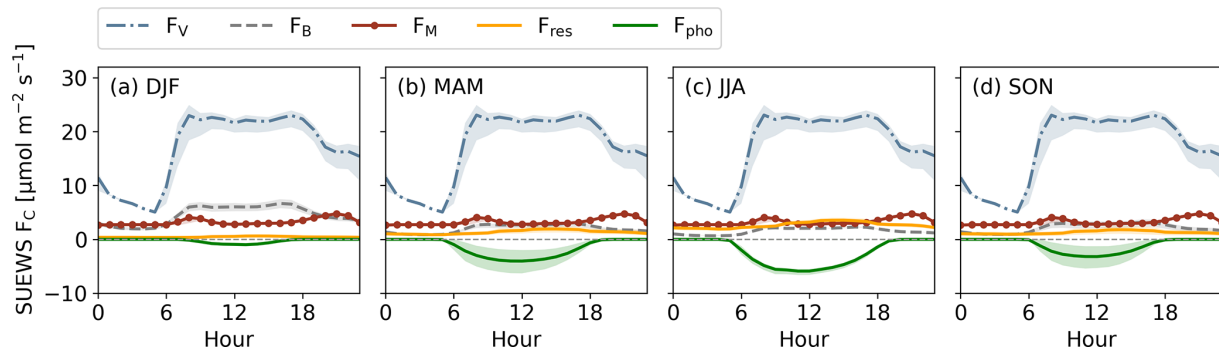 F_V F_B F_M F_res F_pho
SUEWS F_C [μmol m⁻² s⁻¹]
(a) DJF (b) MAM (c) JJA (d) SON
30
20
10
0
−10
0 6 12 18 0 6 12 18 0 6 12 18 0 6 12 18
Hour Hour Hour Hour